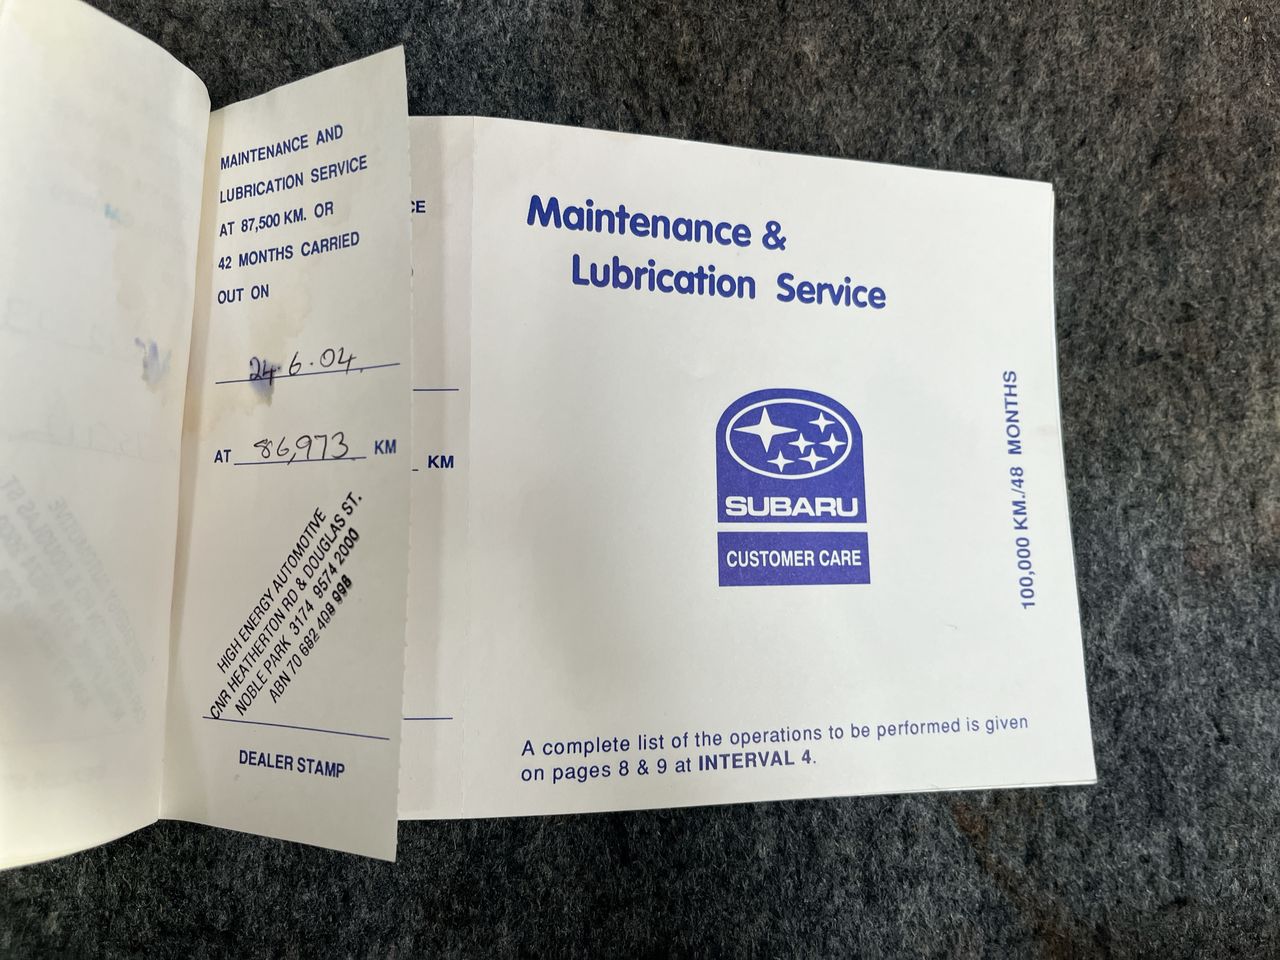 MAINTENANCE AND
LUBRICATION SERVICE
AT 87,500 KM. OR
42 MONTHS CARRIED
OUT ON
24.6.04
AT 86,973 KM
HIGH ENERGY AUTOMOTIVE
CNR HEATHERTON RD & DOUGLAS ST.
NOBLE PARK 3174 9574 2000
ABN 70 682 498 998
DEALER STAMP
CE
KM
Maintenance &
Lubrication Service
SUBARU
CUSTOMER CARE
100,000 KM./48 MONTHS
A complete list of the operations to be performed is given
on pages 8 & 9 at INTERVAL 4.